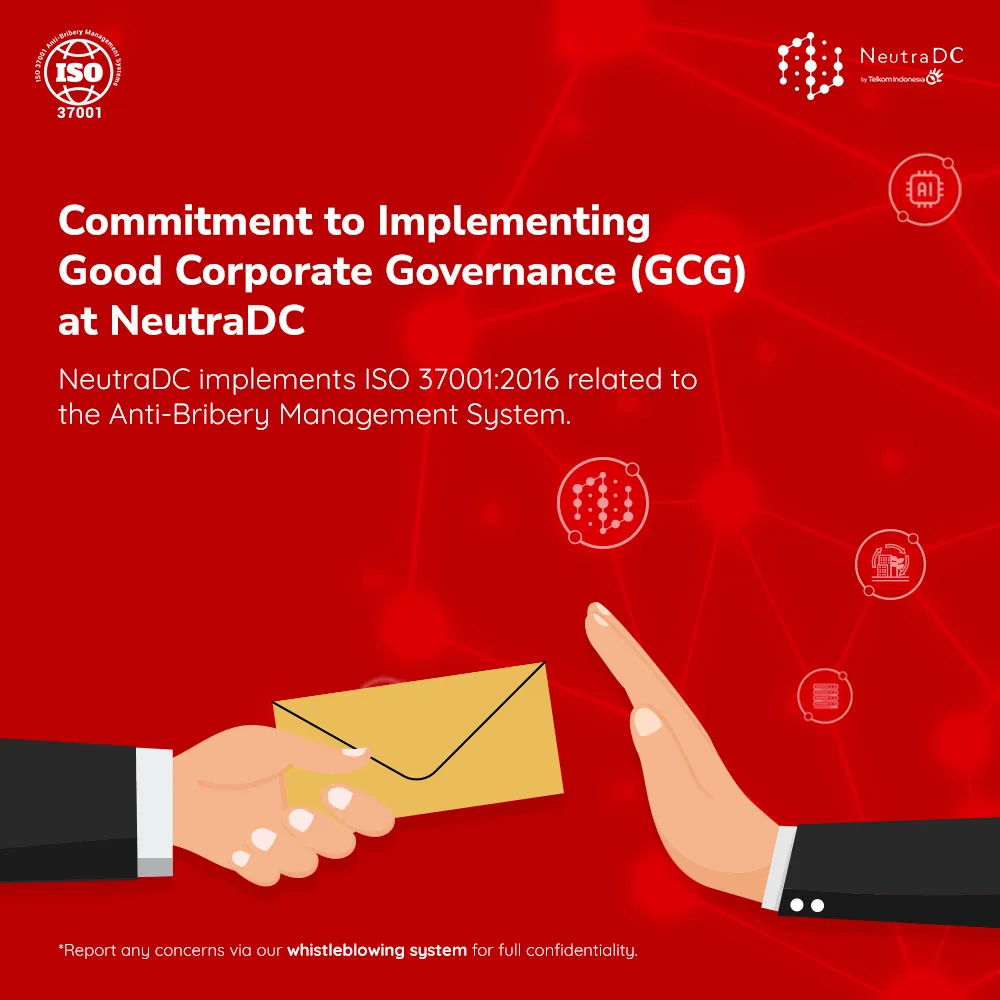 ISO 37001 Anti-Bribery Management Systems
ISO
37001
NeutraDC
by Telkom Indonesia
AI
Commitment to Implementing
Good Corporate Governance (GCG)
at NeutraDC
NeutraDC implements ISO 37001:2016 related to
the Anti-Bribery Management System.
*Report any concerns via our whistleblowing system for full confidentiality.